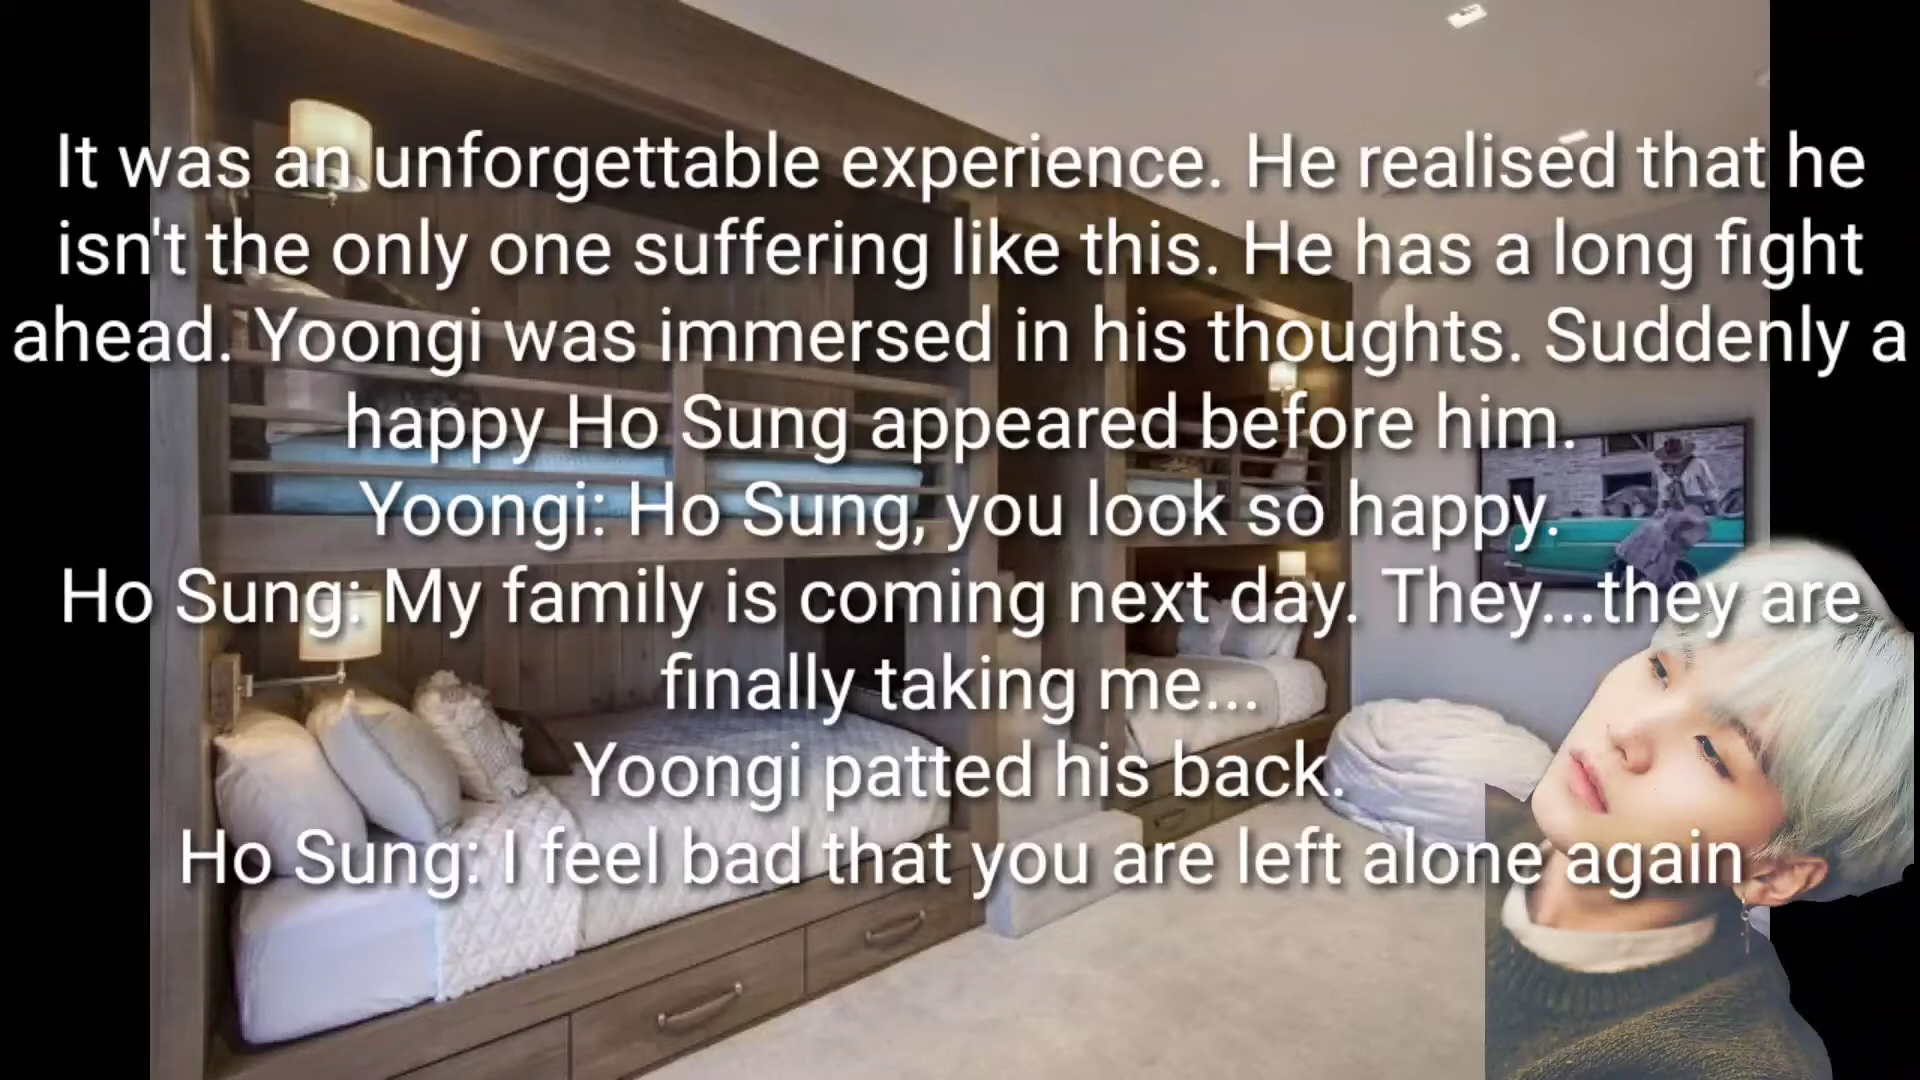 It was an unforgettable experience. He realised that he
isn't the only one suffering like this. He has a long fight
ahead. Yoongi was immersed in his thoughts. Suddenly a
happy Ho Sung appeared before him.
Yoongi: Ho Sung, you look so happy.
Ho Sung: My family is coming next day. They...they are
finally taking me...
Yoongi patted his back.
Ho Sung: I feel bad that you are left alone again